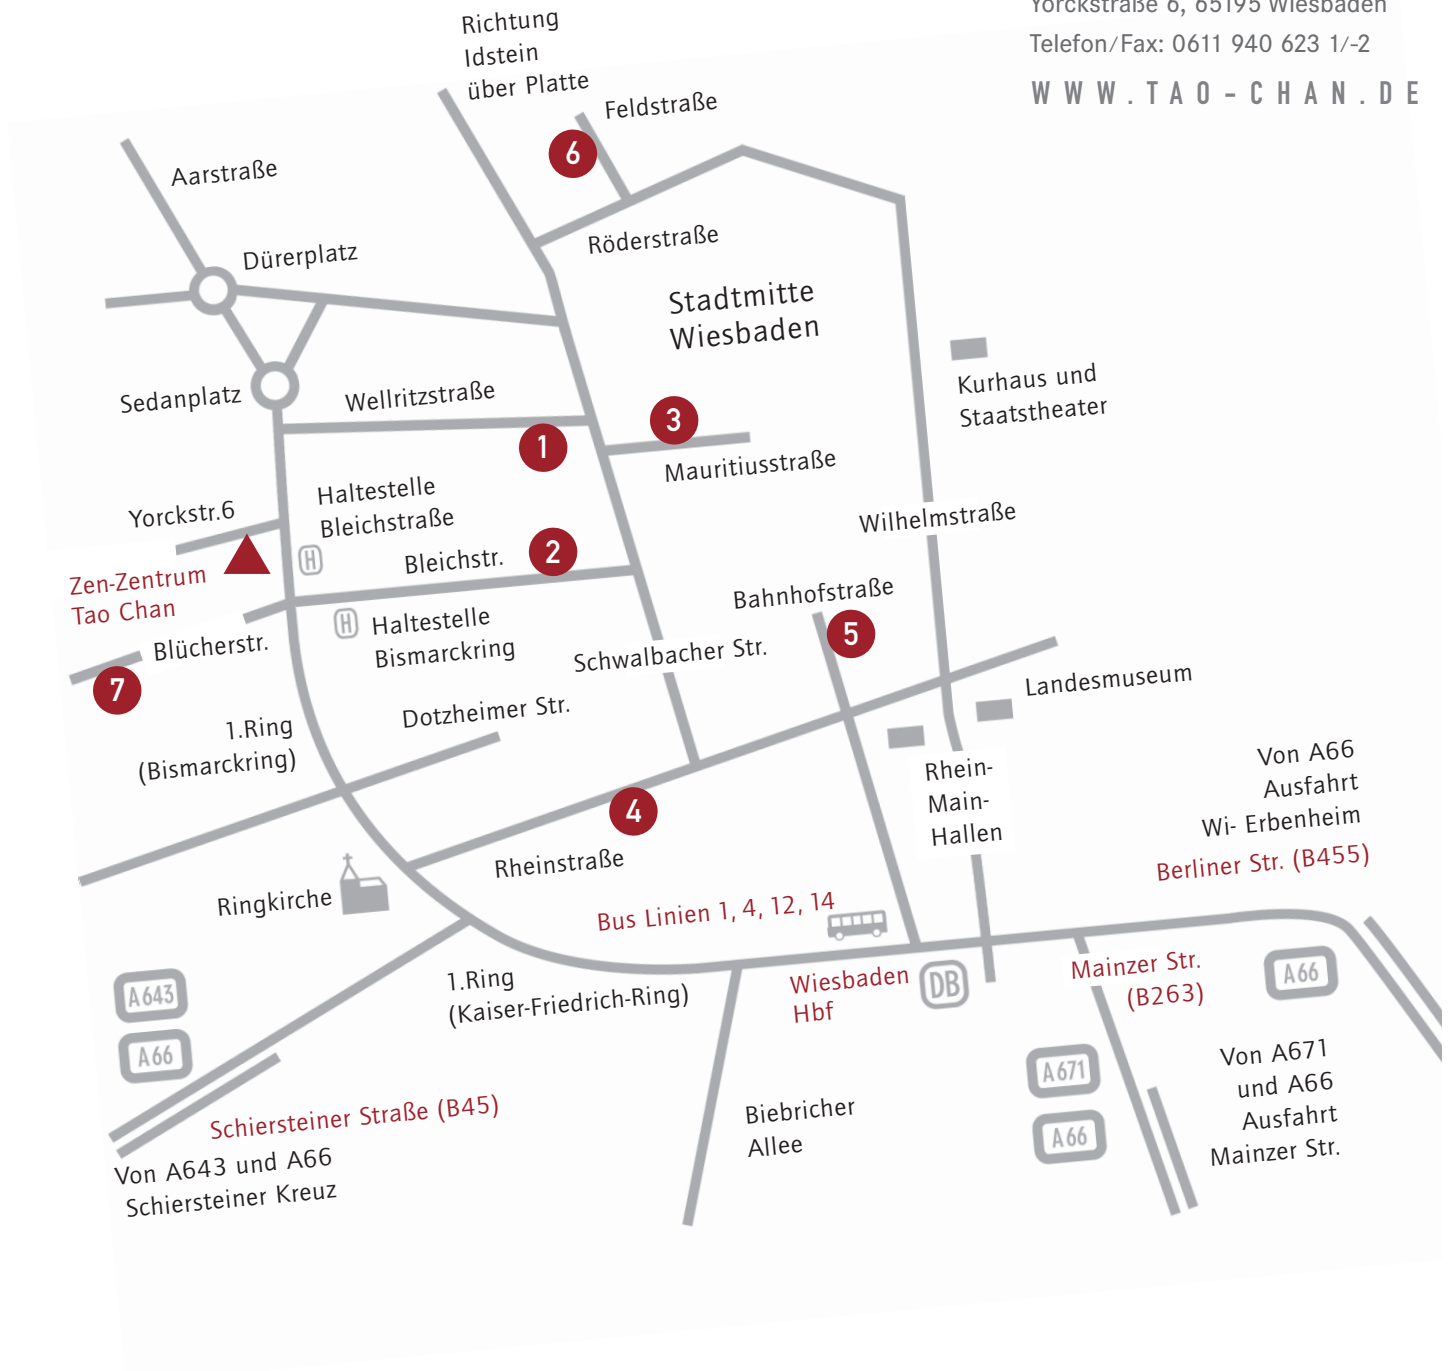 Yorckstraße 6, 65195 Wiesbaden
Telefon/Fax: 0611 940 623 1/-2
WWW.TAO-CHAN.DE
Richtung
Idstein
über Platte
Feldstraße
6
Aarstraße
Röderstraße
Dürerplatz
Stadtmitte
Wiesbaden
Sedanplatz
Wellritzstraße
1
3
Mauritiusstraße
Kurhaus und
Staatstheater
Yorckstr.6
Haltestelle
Bleichstraße
H
Bleichstr.
2
Wilhelmstraße
Zen-Zentrum
Tao Chan
H
Haltestelle
Bismarckring
Bahnhofstraße
5
Blücherstr.
7
Schwalbacher Str.
Landesmuseum
1.Ring
(Bismarckring)
Dotzheimer Str.
Rhein-
Main-
Hallen
Von A66
Ausfahrt
Wi- Erbenheim
Berliner Str. (B455)
4
Rheinstraße
Ringkirche
Bus Linien 1, 4, 12, 14
1.Ring
(Kaiser-Friedrich-Ring)
Wiesbaden
Hbf
DB
Mainzer Str.
(B263)
A66
A643
A66
Schiersteiner Straße (B45)
Von A643 und A66
Schiersteiner Kreuz
Biebricher
Allee
A671
A66
Von A671
und A66
Ausfahrt
Mainzer Str.